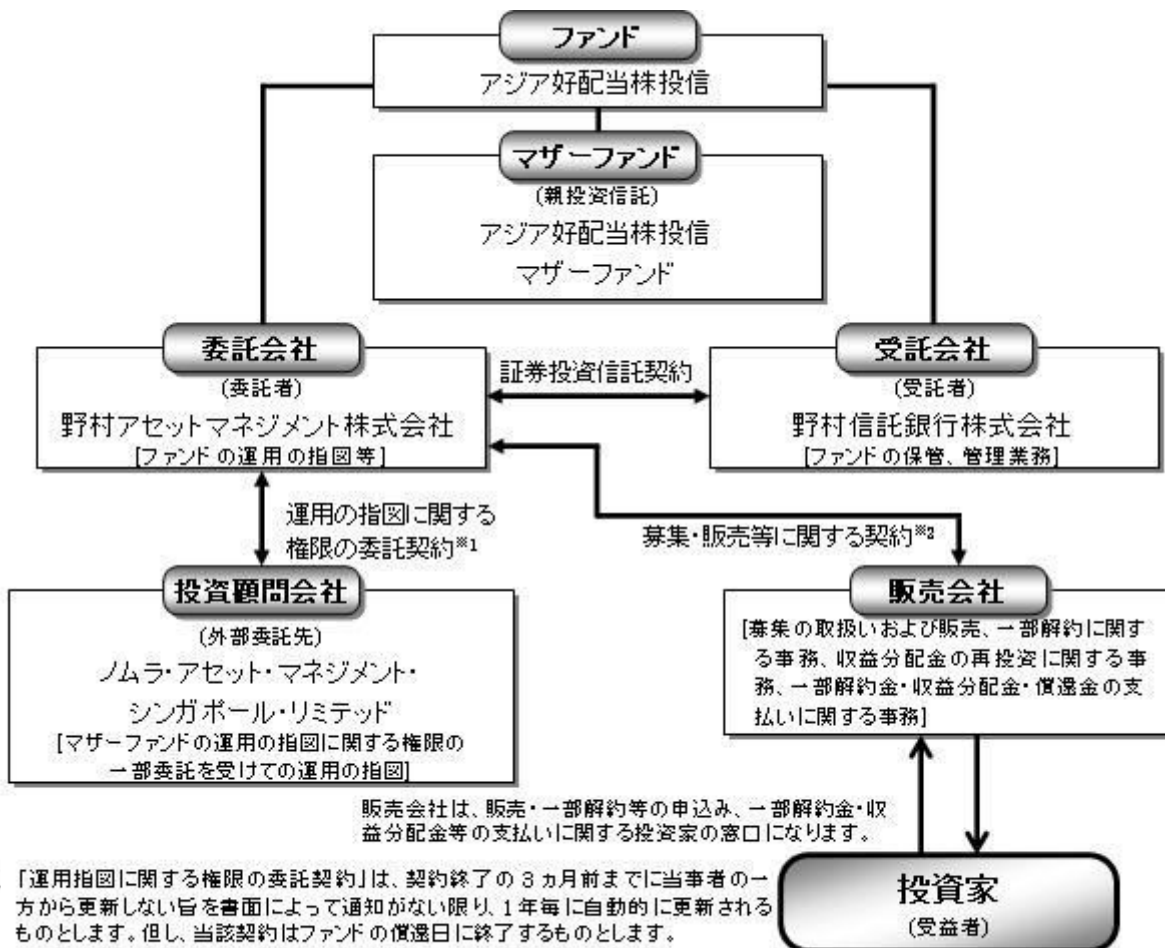 ファンド
アジア好配当株投信
マザーファンド
(親投資信託)
アジア好配当株投信
マザーファンド
委託会社
(委託者)
野村アセットマネジメント株式会社
[ファンドの運用の指図等]
証券投資信託契約
受託会社
(受託者)
野村信託銀行株式会社
[ファンドの保管、管理業務]
運用の指図に関する
権限の委託契約※1
募集・販売等に関する契約※2
投資顧問会社
(外部委託先)
ノムラ・アセット・マネジメント・
シンガポール・リミテッド
[マザーファンドの運用の指図に関する権限の
一部委託を受けての運用の指図]
販売会社
[募集の取扱いおよび販売、一部解約に関す
る事務、収益分配金の再投資に関する事
務、一部解約金・収益分配金・償還金の支
払いに関する事務]
販売会社は、販売・一部解約等の申込み、一部解約金・収
益分配金等の支払いに関する投資家の窓口になります。
投資家
(受益者)
「運用指図に関する権限の委託契約」は、契約終了の3ヵ月前までに当事者の一
方から更新しない旨を書面によって通知がない限り、1年毎に自動的に更新される
ものとします。但し、当該契約はファンドの償還日に終了するものとします。